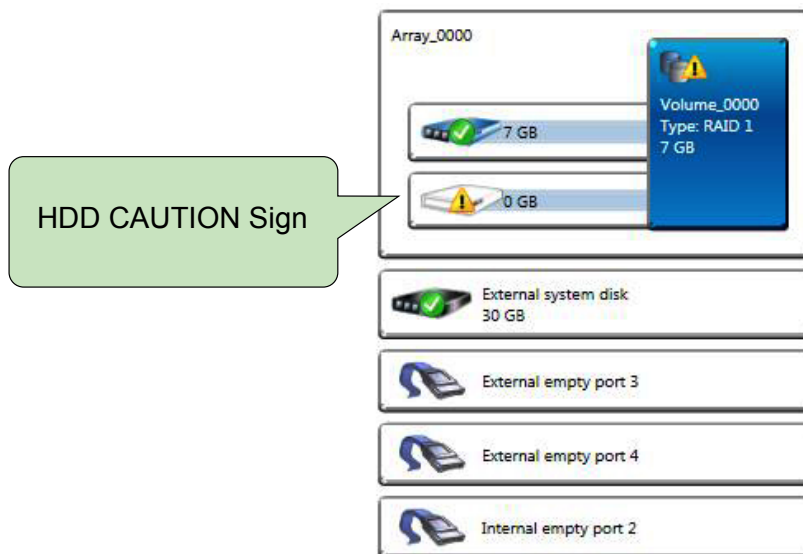 Array_0000
Volume_0000
Type: RAID 1
7 GB
7 GB
0 GB
HDD CAUTION Sign
External system disk
30 GB
External empty port 3
External empty port 4
Internal empty port 2